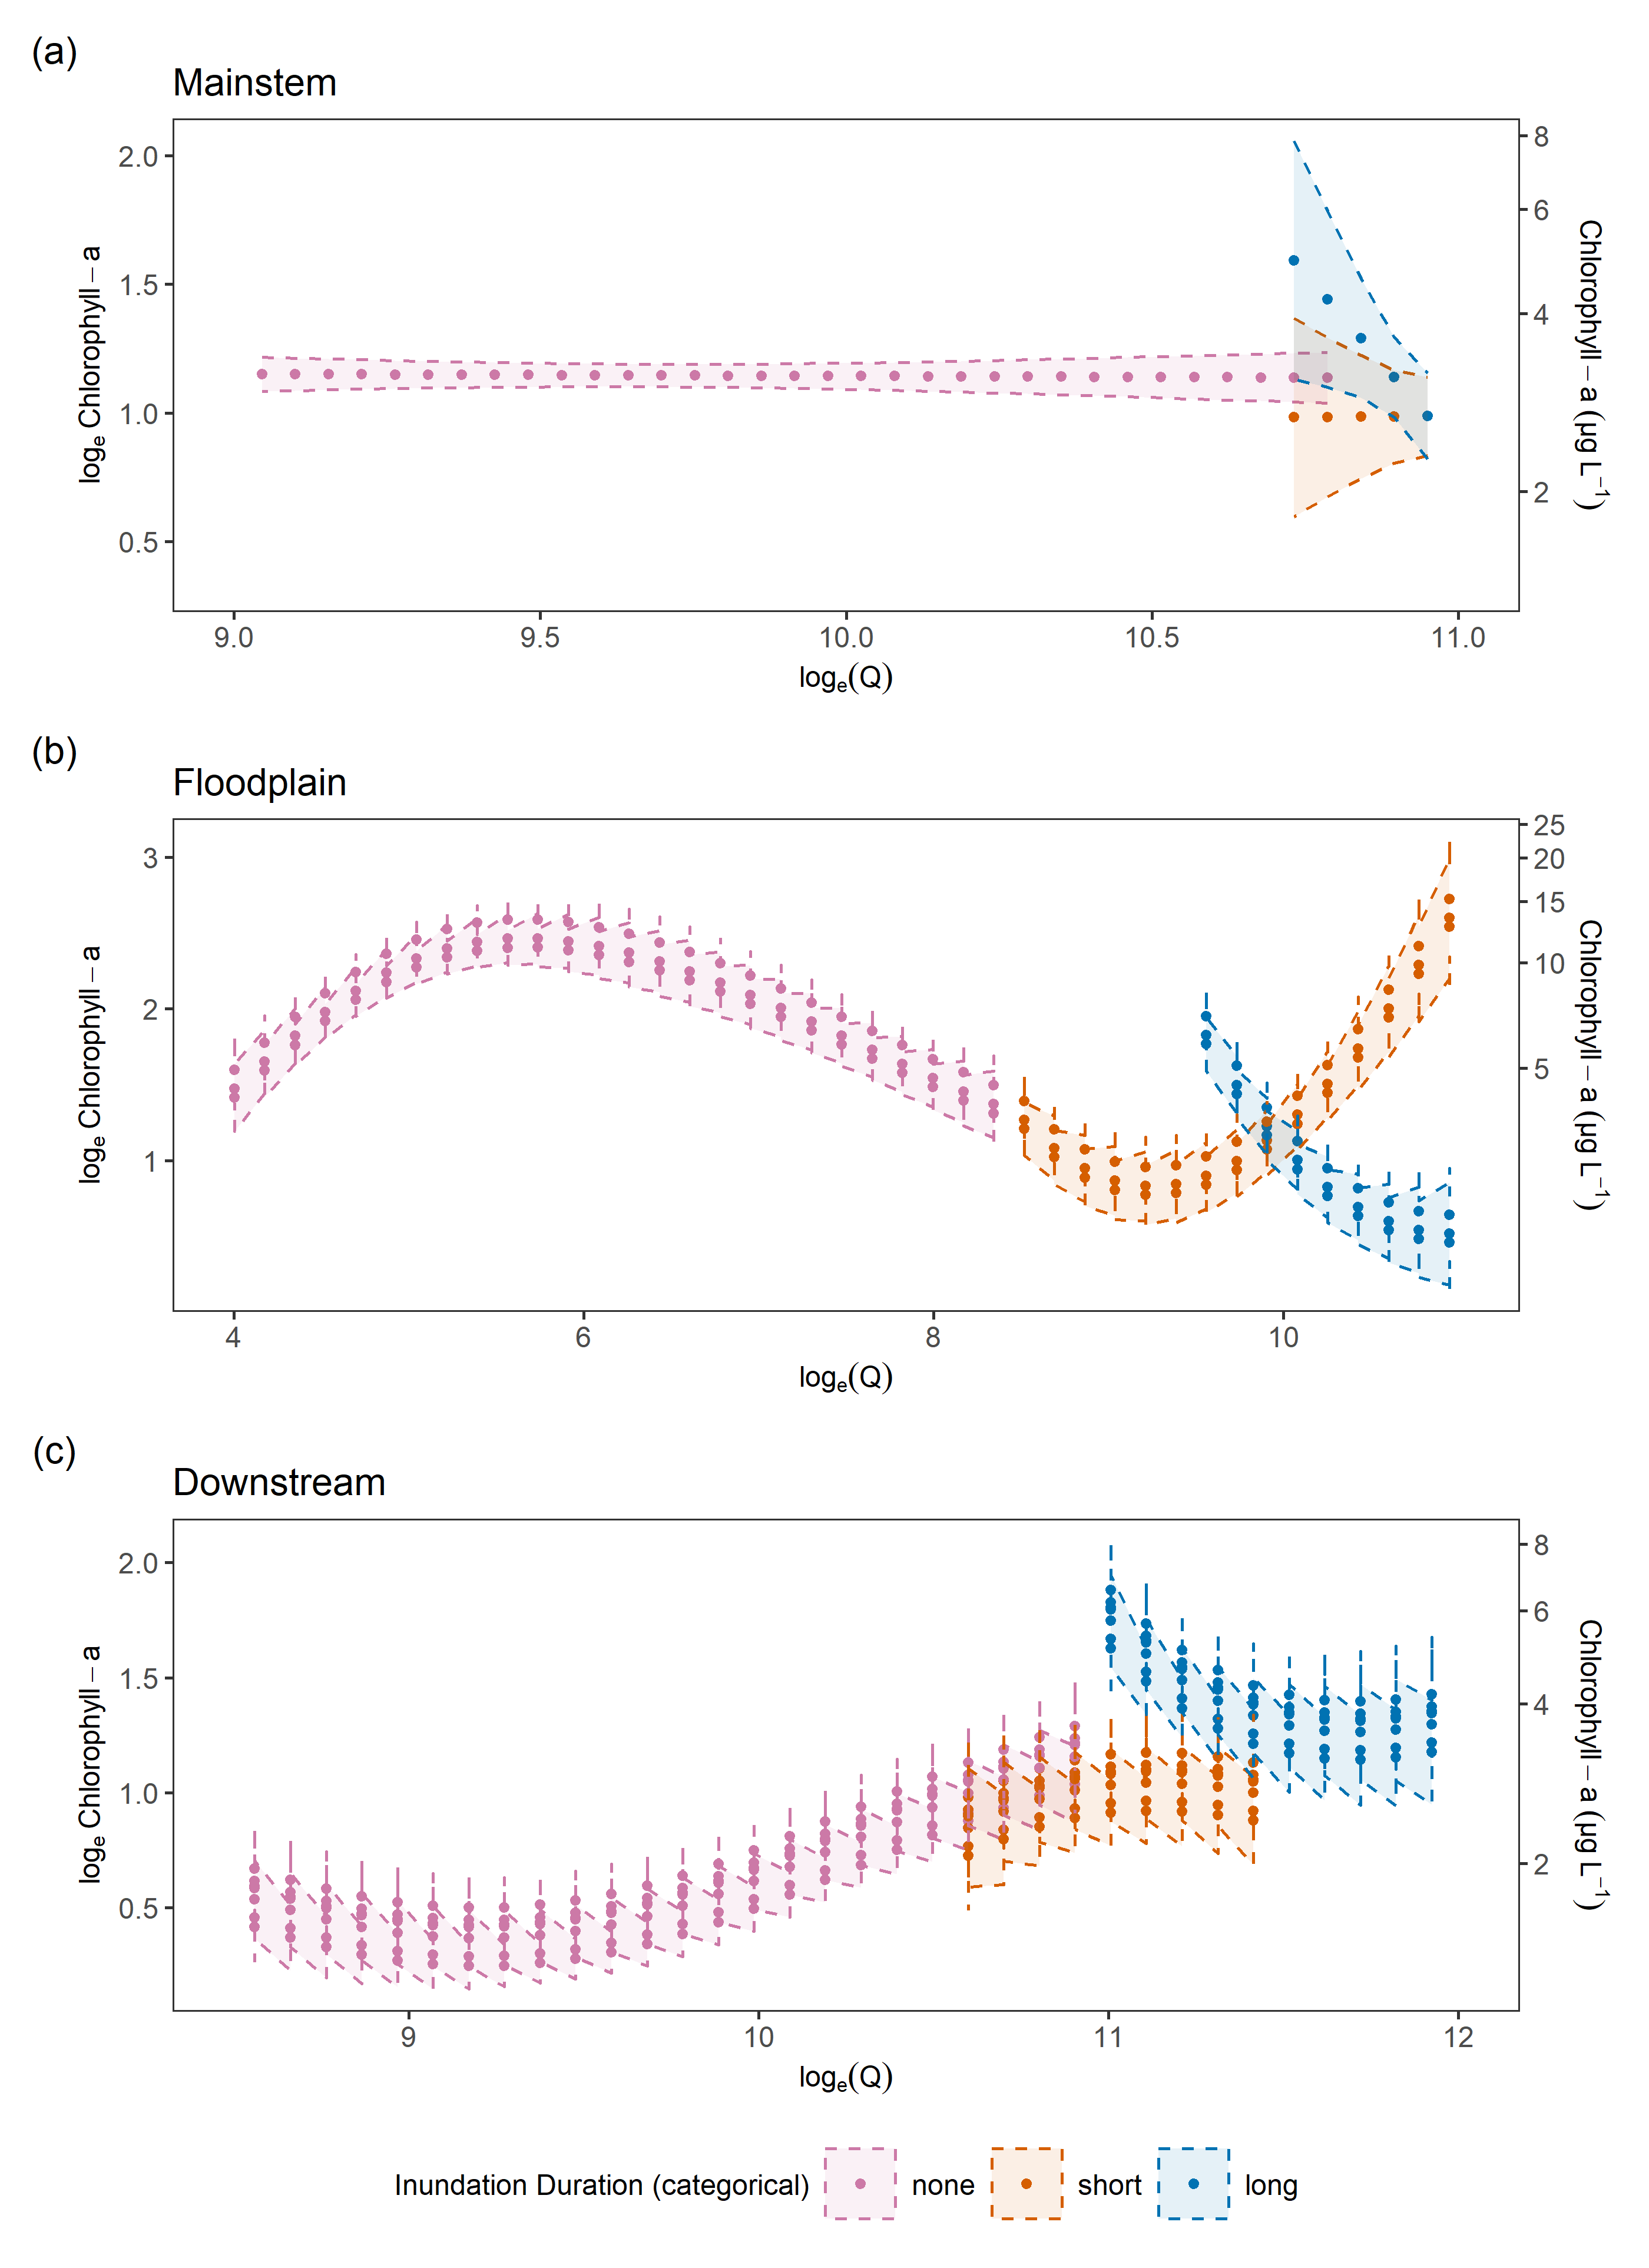 (a)
Mainstem
2.0
1.5
1.0
0.5
logₑ Chlorophyll – a
8
6
4
2
Chlorophyll – a (μg L⁻¹)
9.0 9.5 10.0 10.5 11.0
logₑ(Q)
(b)
Floodplain
3
2
1
logₑ Chlorophyll – a
25
20
15
10
5
Chlorophyll – a (μg L⁻¹)
4 6 8 10
logₑ(Q)
(c)
Downstream
2.0
1.5
1.0
0.5
logₑ Chlorophyll – a
8
6
4
2
Chlorophyll – a (μg L⁻¹)
9 10 11 12
logₑ(Q)
Inundation Duration (categorical) none short long